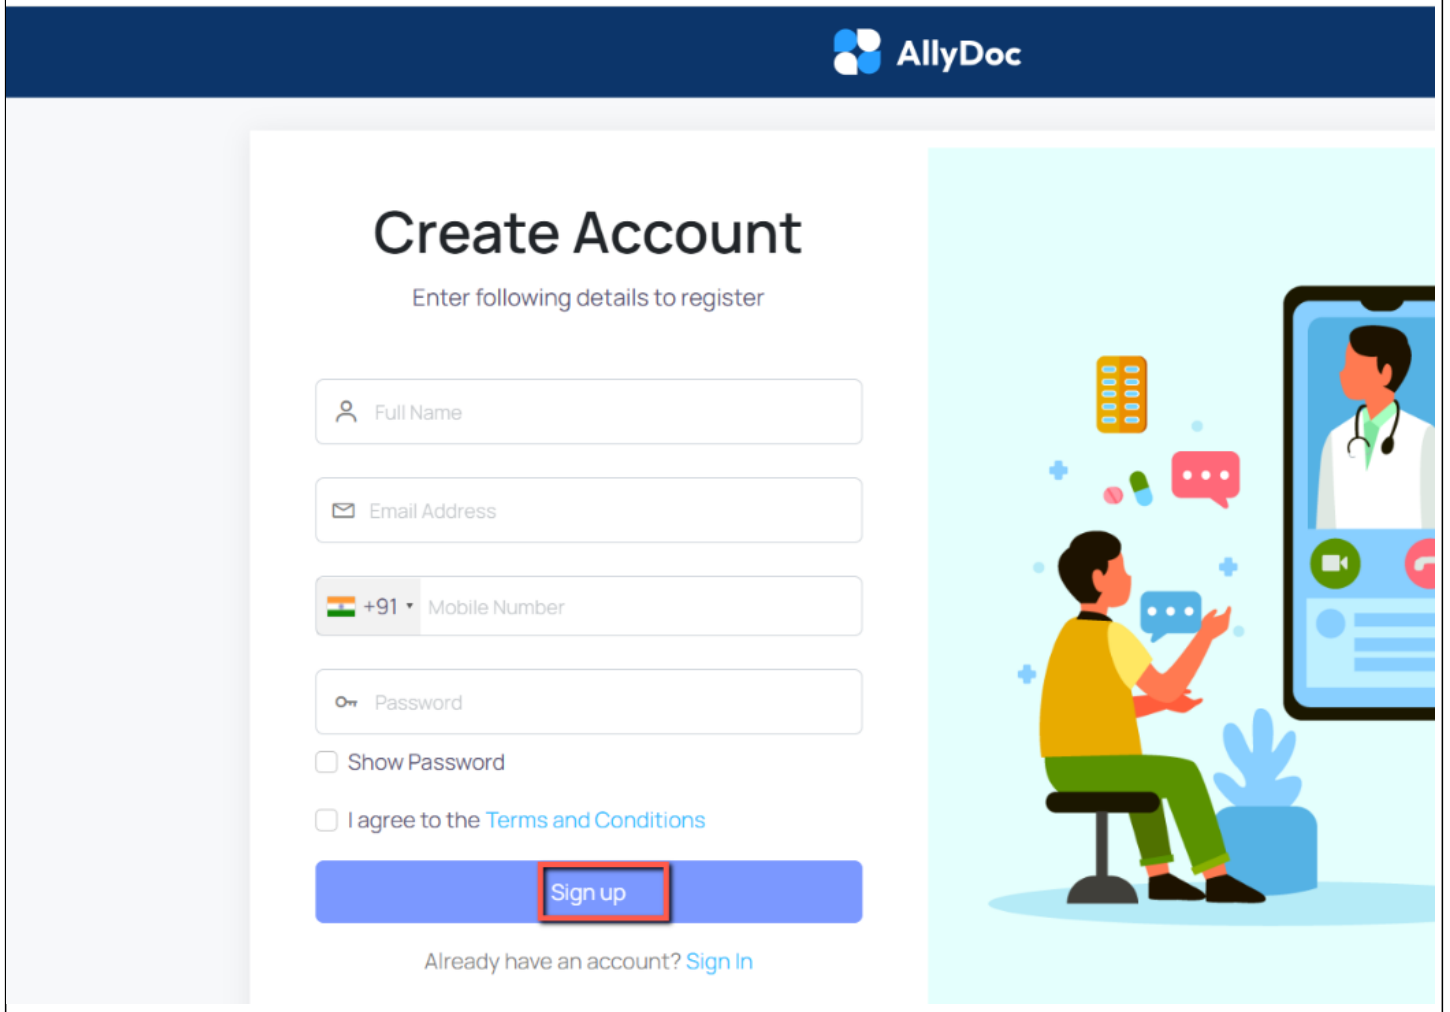 AllyDoc
Create Account
Enter following details to register
Full Name
Email Address
+91 Mobile Number
Password
Show Password
I agree to the Terms and Conditions
Sign up
Already have an account? Sign In